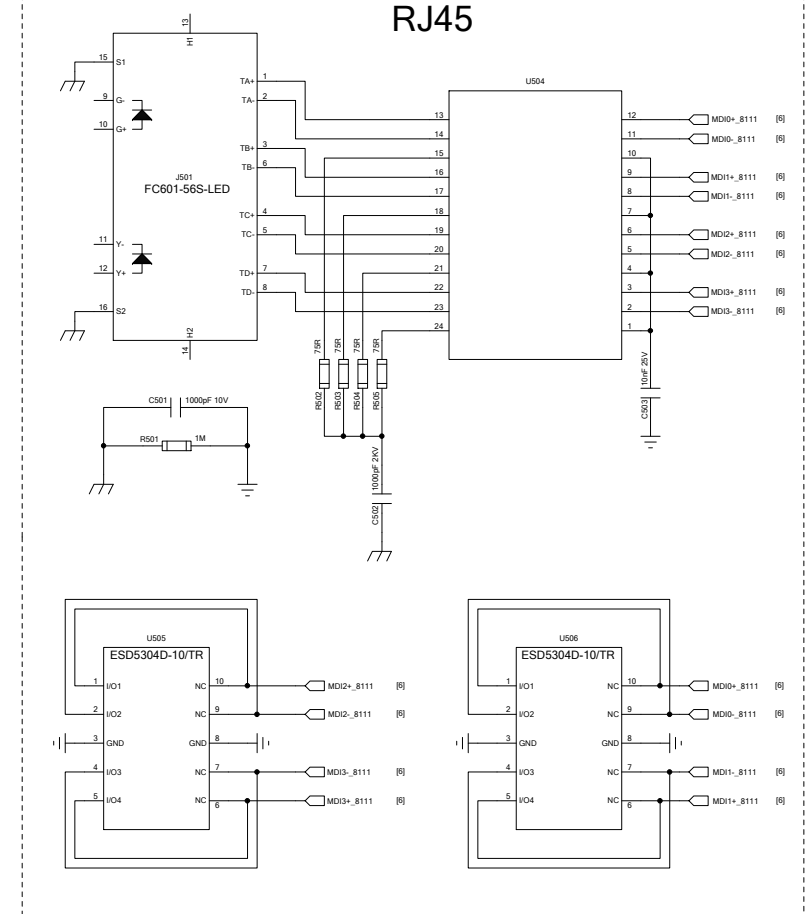 RJ45
13
H1
U504
15 S1
9 G-
10 G+
J501
FC601-56S-LED
11 Y-
12 Y+
16 S2
H2
14
TA+ 1
TA- 2
TB+ 3
TB- 6
TC+ 4
TC- 5
TD+ 7
TD- 8
13 12 MDI0+_8111 [6]
14 11 MDI0-_8111 [6]
15 10
16 9 MDI1+_8111 [6]
17 8 MDI1-_8111 [6]
18 7
19 6 MDI2+_8111 [6]
20 5 MDI2-_8111 [6]
21 4
22 3 MDI3+_8111 [6]
23 2 MDI3-_8111 [6]
24 1
75R 75R 75R 75R
R502 R503 R504 R505
10nF 25V
C503
C501 1000pF 10V
R501 1M
1000pF 2KV
C502
U505
ESD5304D-10/TR
1 I/O1 NC 10 MDI2+_8111 [6]
2 I/O2 NC 9 MDI2-_8111 [6]
3 GND GND 8
4 I/O3 NC 7 MDI3-_8111 [6]
5 I/O4 NC 6 MDI3+_8111 [6]
U506
ESD5304D-10/TR
1 I/O1 NC 10 MDI0+_8111 [6]
2 I/O2 NC 9 MDI0-_8111 [6]
3 GND GND 8
4 I/O3 NC 7 MDI1-_8111 [6]
5 I/O4 NC 6 MDI1+_8111 [6]